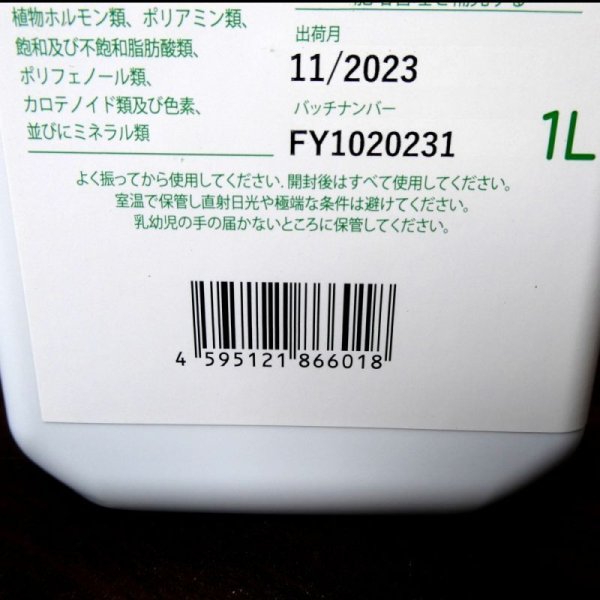 植物ホルモン類、ポリアミン類、
飽和及び不飽和脂肪酸類、
ポリフェノール類、
カロテノイド類及び色素、
並びにミネラル類
出荷月
11/2023
バッチナンバー
FY1020231
1L
よく振ってから使用してください. 開封後はすべて使用してください。
室温で保管し直射日光や極端な条件は避けてください。
乳幼児の手の届かないところに保管してください。
4 595121 866018